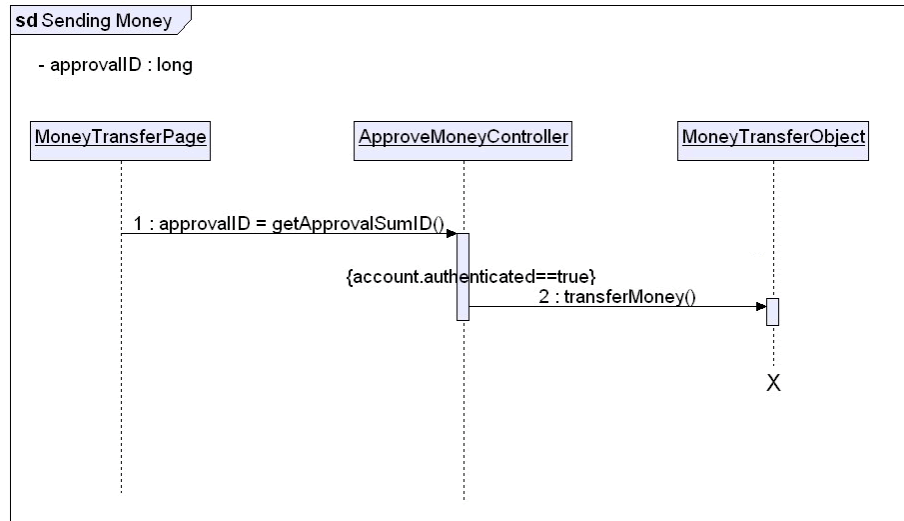 sd Sending Money
- approvalID : long
MoneyTransferPage
ApproveMoneyController
MoneyTransferObject
1 : approvalID = getApprovalSumID()
{account.authenticated==true}
2 : transferMoney()
X